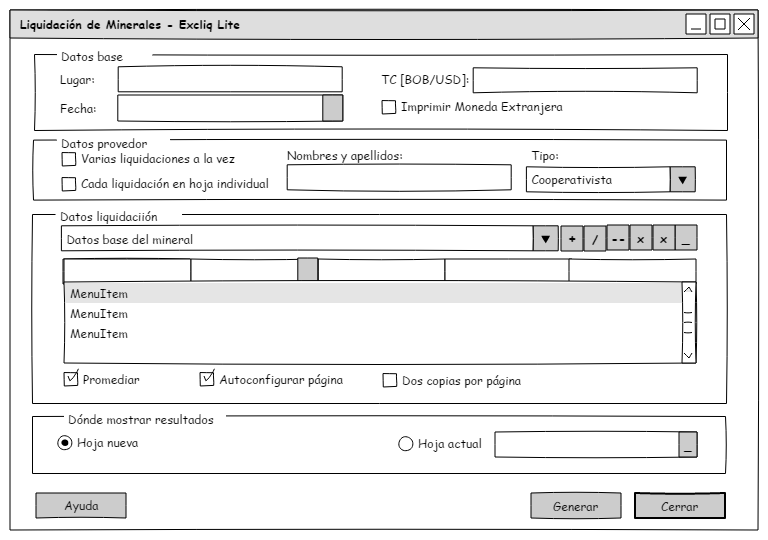 Liquidación de Minerales - Excliq Lite
Datos base
Lugar:
TC [BOB/USD]:
Fecha:
Imprimir Moneda Extranjera
Datos provedor
Varias liquidaciones a la vez
Nombres y apellidos:
Tipo:
Cada liquidación en hoja individual
Cooperativista
Datos liquidaciión
Datos base del mineral
+ / -- x x _
MenuItem
MenuItem
MenuItem
Promediar
Autoconfigurar página
Dos copias por página
Dónde mostrar resultados
Hoja nueva
Hoja actual
_
Ayuda
Generar
Cerrar